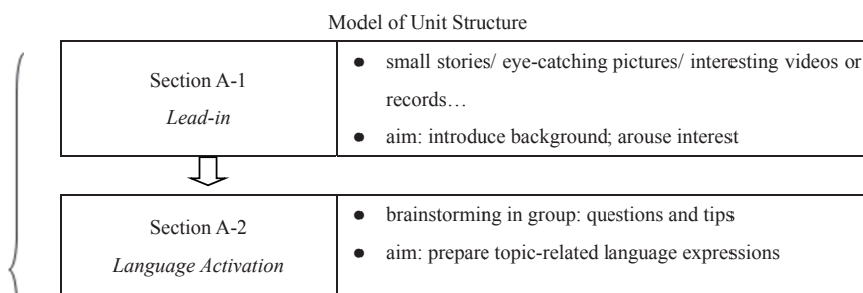 Model of Unit Structure
Section A-1
Lead-in
● small stories/ eye-catching pictures/ interesting videos or
records…
● aim: introduce background; arouse interest
Section A-2
Language Activation
● brainstorming in group: questions and tips
● aim: prepare topic-related language expressions